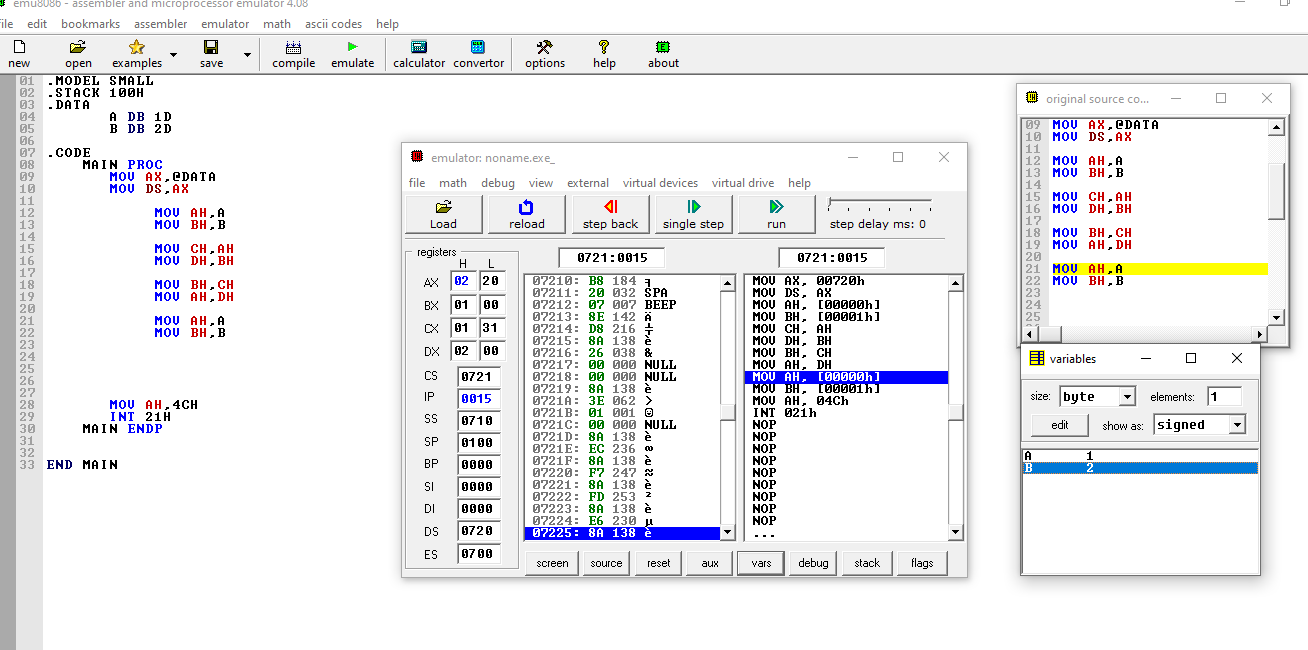 emu8086 - assembler and microprocessor emulator 4.08
file edit bookmarks assembler emulator math ascii codes help
new open examples save compile emulate calculator convertor options help about
01 .MODEL SMALL
02 .STACK 100H
03 .DATA
04 A DB 1D
05 B DB 2D
06
07 .CODE
08 MAIN PROC
09 MOV AX,@DATA
10 MOV DS,AX
11
12 MOV AH,A
13 MOV BH,B
14
15 MOV CH,AH
16 MOV DH,BH
17
18 MOV BH,CH
19 MOV AH,DH
20
21 MOV AH,A
22 MOV BH,B
23
24
25
26
27
28 MOV AH,4CH
29 INT 21H
30 MAIN ENDP
31
32
33 END MAIN
emulator: noname.exe_
file math debug view external virtual devices virtual drive help
Load reload step back single step run step delay ms: 0
registers
H L
AX 02 20
BX 01 00
CX 01 31
DX 02 00
CS 0721
IP 0015
SS 0710
SP 0100
BP 0000
SI 0000
DI 0000
DS 0720
ES 0700
0721:0015
07210: B8 184 ╕
07211: 20 032 SPA
07212: 07 007 BEEP
07213: 8E 142 Ä
07214: D8 216 ╪
07215: 8A 138 è
07216: 26 038 &
07217: 00 000 NULL
07218: 00 000 NULL
07219: 8A 138 è
0721A: 3E 062 >
0721B: 01 001 ☺
0721C: 00 000 NULL
0721D: 8A 138 è
0721E: EC 236 ∞
0721F: 8A 138 è
07220: F7 247 ≈
07221: 8A 138 è
07222: FD 253 ²
07223: 8A 138 è
07224: E6 230 µ
07225: 8A 138 è
0721:0015
MOV AX, 00720h
MOV DS, AX
MOV AH, [00000h]
MOV BH, [00001h]
MOV CH, AH
MOV DH, BH
MOV BH, CH
MOV AH, DH
MOV AH, [00000h]
MOV BH, [00001h]
MOV AH, 04Ch
INT 021h
NOP
NOP
NOP
NOP
NOP
NOP
NOP
NOP
NOP
...
screen source reset aux vars debug stack flags
original source co...
09 MOV AX,@DATA
10 MOV DS,AX
11
12 MOV AH,A
13 MOV BH,B
14
15 MOV CH,AH
16 MOV DH,BH
17
18 MOV BH,CH
19 MOV AH,DH
20
21 MOV AH,A
22 MOV BH,B
23
24
25
variables
size: byte elements: 1
edit show as: signed
A 1
B 2